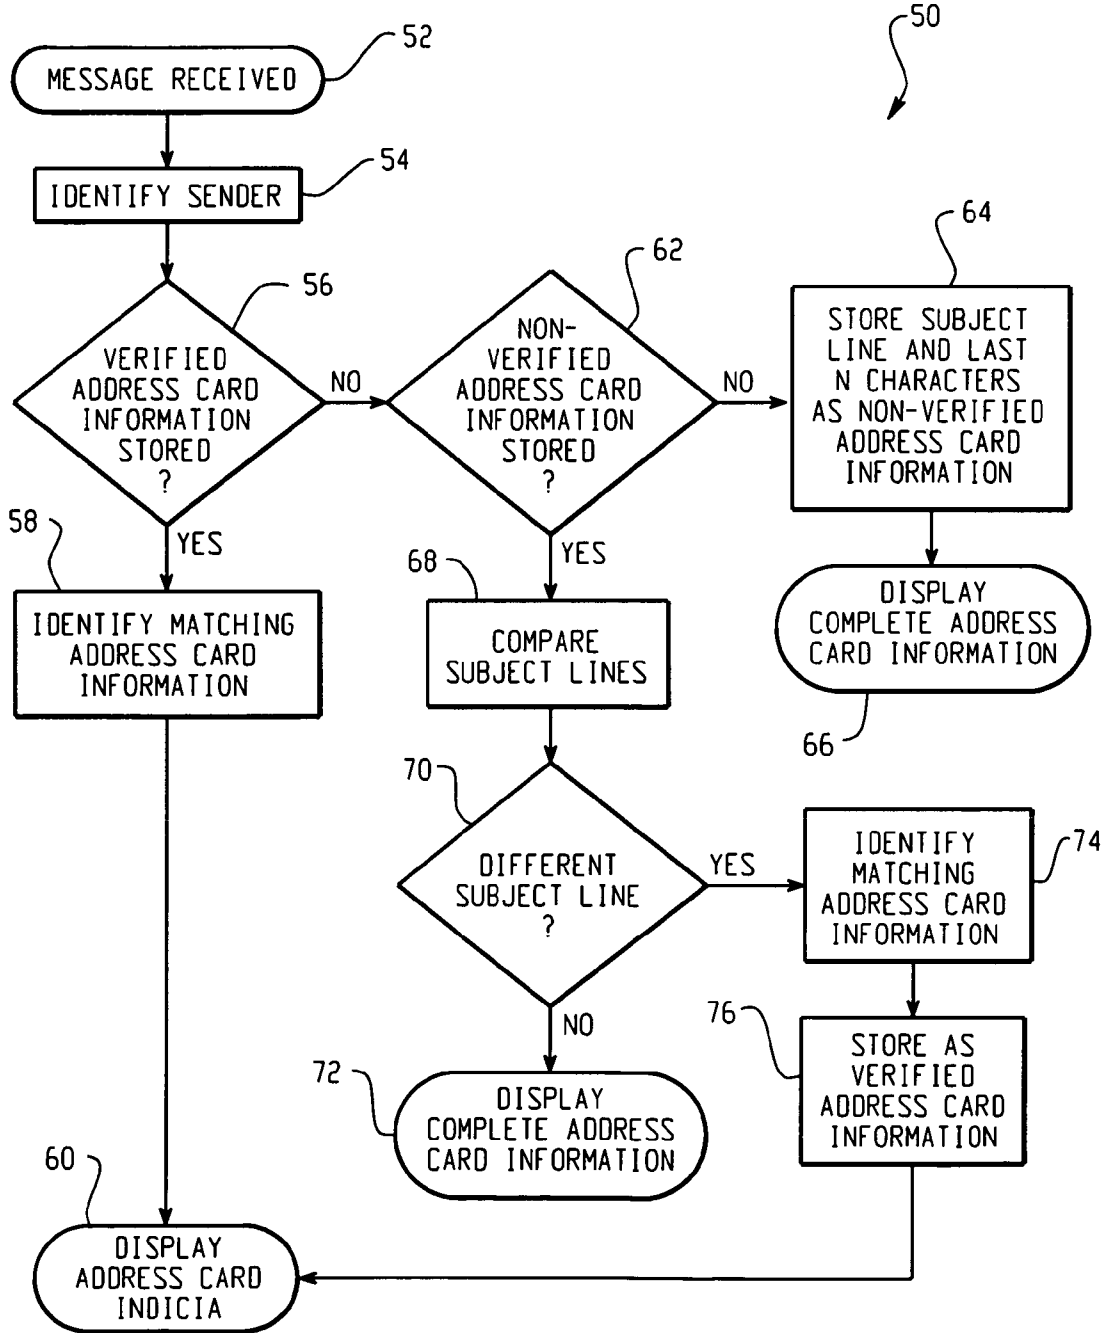 50
52
MESSAGE RECEIVED
54
IDENTIFY SENDER
56
VERIFIED
ADDRESS CARD
INFORMATION
STORED
?
NO
YES
62
NON-
VERIFIED
ADDRESS CARD
INFORMATION
STORED
?
NO
YES
64
STORE SUBJECT
LINE AND LAST
N CHARACTERS
AS NON-VERIFIED
ADDRESS CARD
INFORMATION
DISPLAY
COMPLETE ADDRESS
CARD INFORMATION
66
58
IDENTIFY MATCHING
ADDRESS CARD
INFORMATION
68
COMPARE
SUBJECT LINES
70
DIFFERENT
SUBJECT LINE
?
YES
NO
74
IDENTIFY
MATCHING
ADDRESS CARD
INFORMATION
76
STORE AS
VERIFIED
ADDRESS CARD
INFORMATION
72
DISPLAY
COMPLETE ADDRESS
CARD INFORMATION
60
DISPLAY
ADDRESS CARD
INDICIA